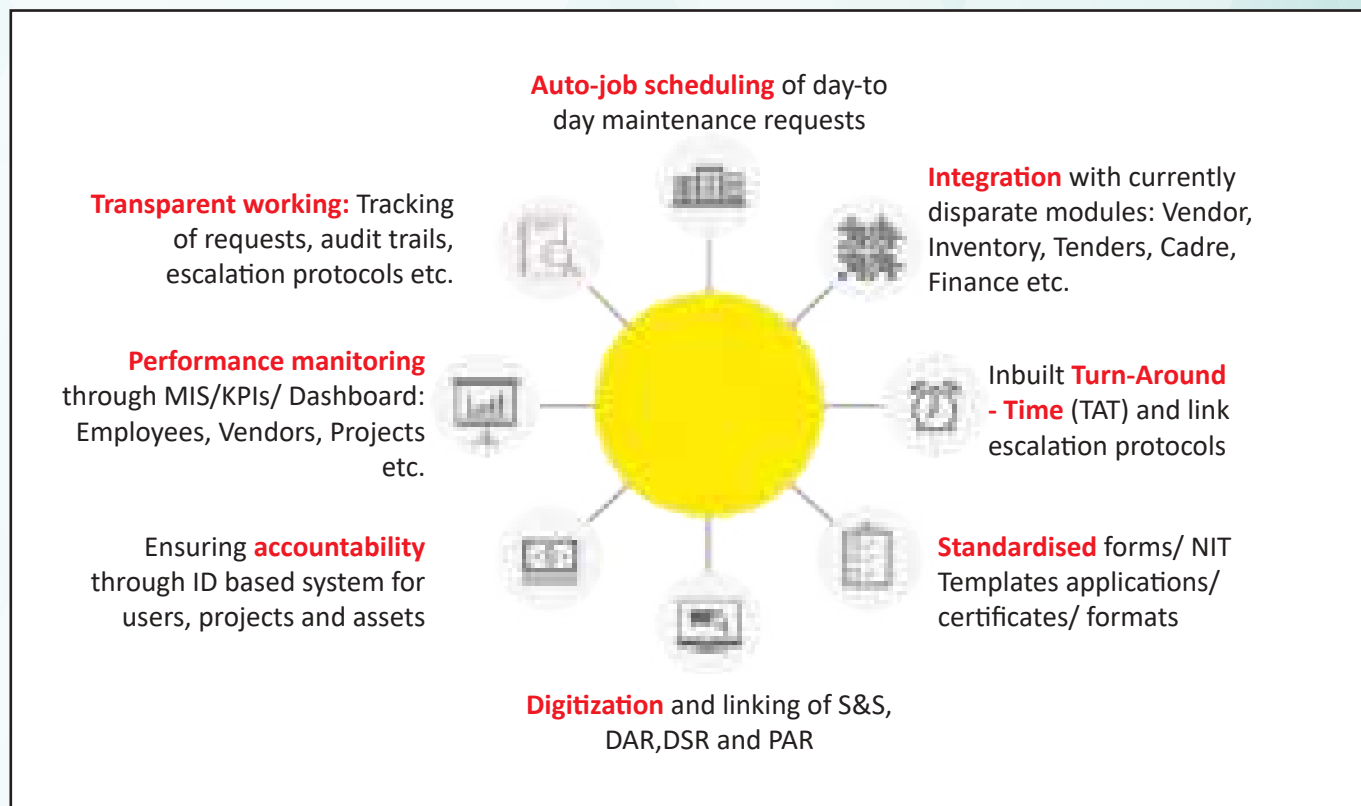 Auto-job scheduling of day-to
day maintenance requests
Integration with currently
disparate modules: Vendor,
Inventory, Tenders, Cadre,
Finance etc.
Inbuilt Turn-Around
- Time (TAT) and link
escalation protocols
Standardised forms/ NIT
Templates applications/
certificates/ formats
Digitization and linking of S&S,
DAR,DSR and PAR
Ensuring accountability
through ID based system for
users, projects and assets
Performance manitoring
through MIS/KPIs/ Dashboard:
Employees, Vendors, Projects
etc.
Transparent working: Tracking
of requests, audit trails,
escalation protocols etc.